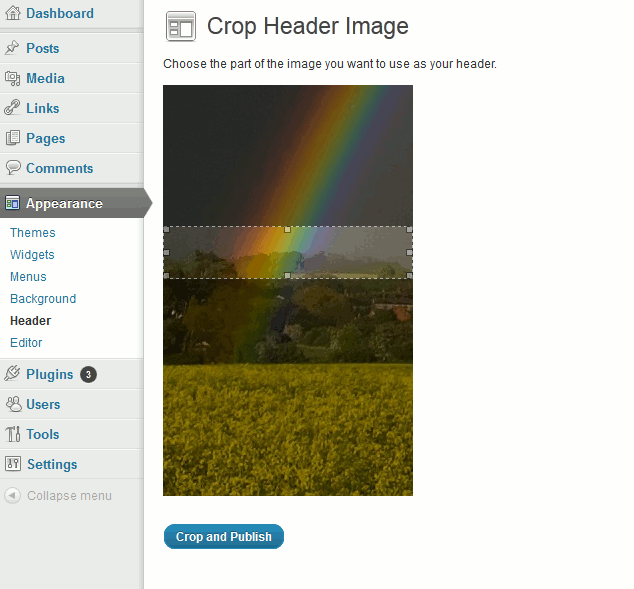 Dashboard
Posts
Media
Links
Pages
Comments
Appearance
Themes
Widgets
Menus
Background
Header
Editor
Plugins 3
Users
Tools
Settings
Collapse menu
Crop Header Image
Choose the part of the image you want to use as your header.
Crop and Publish